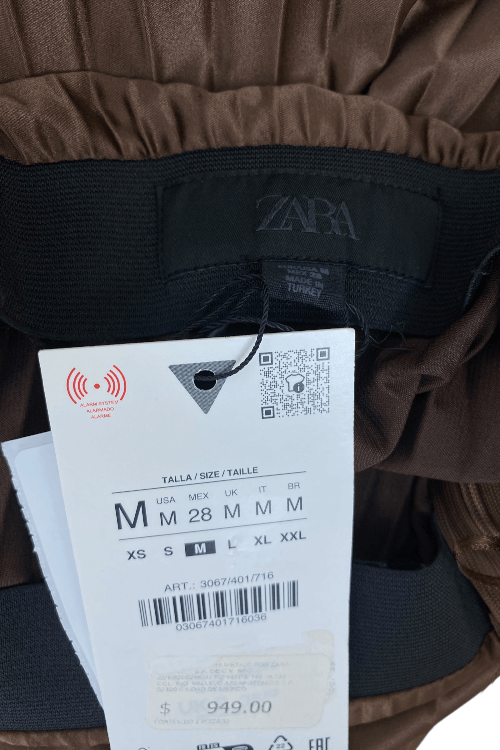 ZARA
MADE IN
TURKEY
ALARM SYSTEM
ALARMADO
ALARME
TALLA / SIZE / TAILLE
M
USA MEX UK IT BR
M 28 M M M
XS S M L XL XXL
ART.: 3067/401/716
03067401716036
$ 949.00